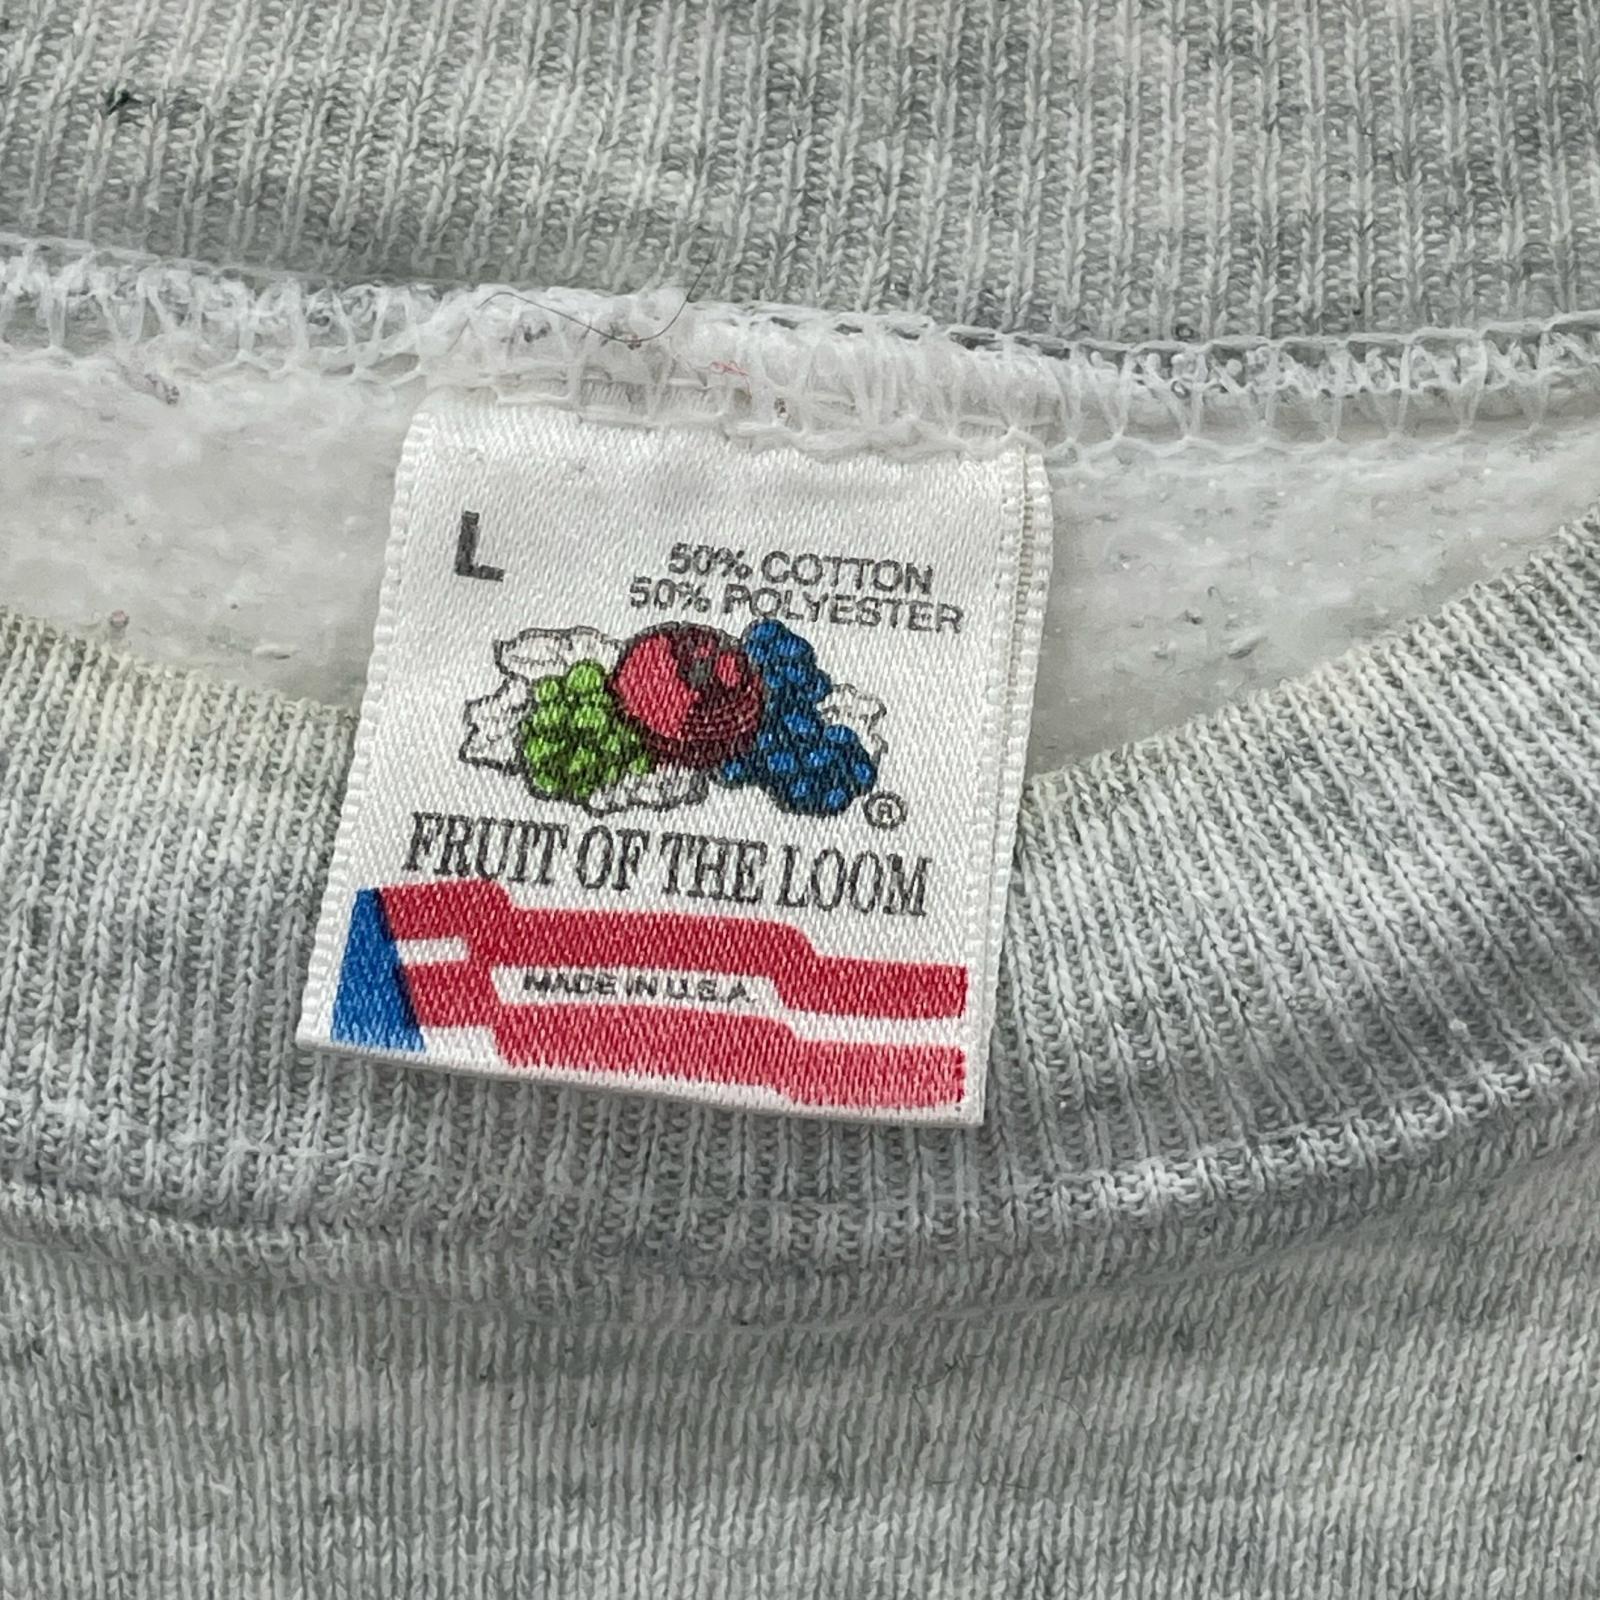 L
50% COTTON
50% POLYESTER
®
FRUIT OF THE LOOM
MADE IN U.S.A.